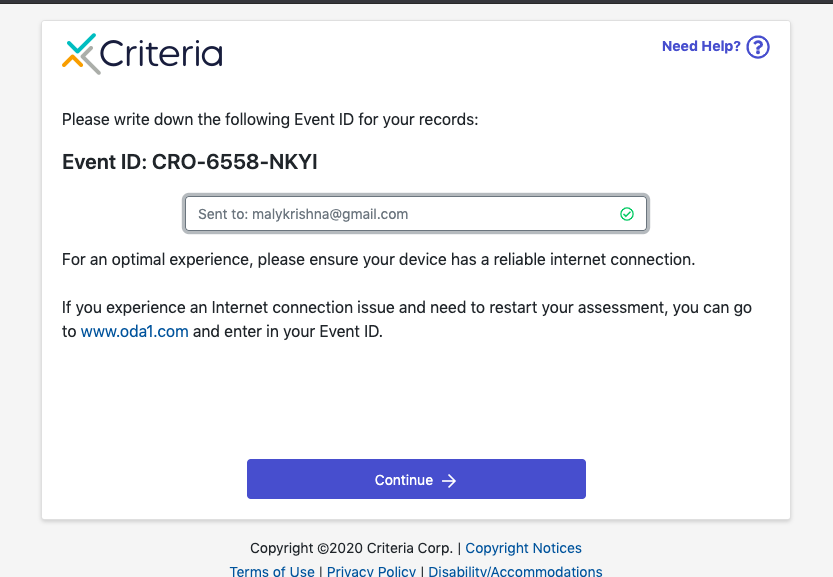 Criteria
Need Help? ?
Please write down the following Event ID for your records:
Event ID: CRO-6558-NKYI
Sent to: malykrishna@gmail.com
For an optimal experience, please ensure your device has a reliable internet connection.
If you experience an Internet connection issue and need to restart your assessment, you can go
to www.oda1.com and enter in your Event ID.
Continue →
Copyright ©2020 Criteria Corp. | Copyright Notices
Terms of Use | Privacy Policy | Disability/Accommodations